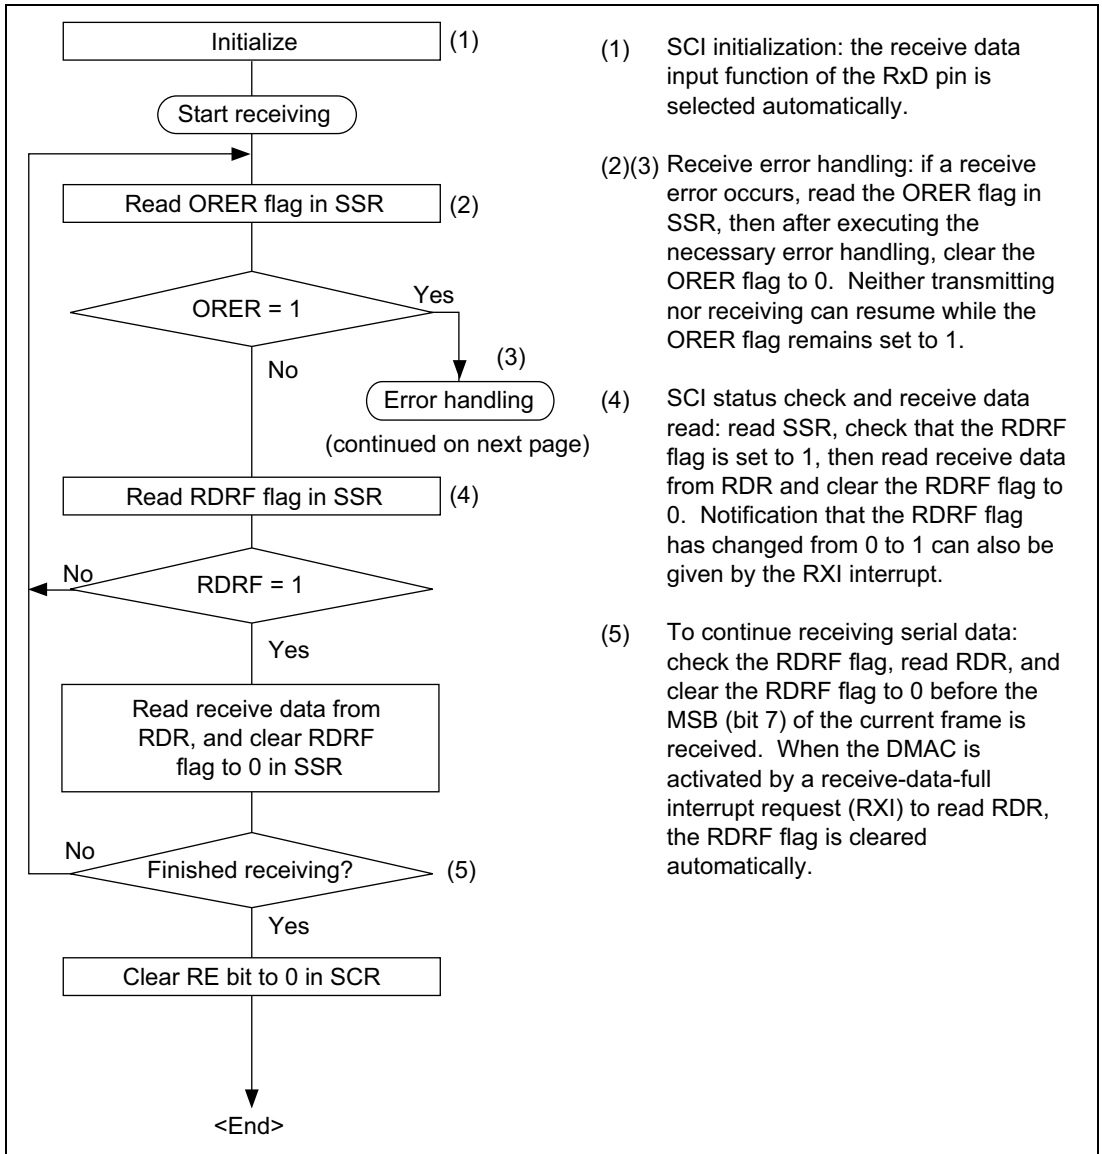 Initialize
(1)
Start receiving
Read ORER flag in SSR
(2)
ORER = 1
Yes
No
(3)
Error handling
(continued on next page)
Read RDRF flag in SSR
(4)
No
RDRF = 1
Yes
Read receive data from
RDR, and clear RDRF
flag to 0 in SSR
No
Finished receiving?
(5)
Yes
Clear RE bit to 0 in SCR
<End>
(1) SCI initialization: the receive data
input function of the RxD pin is
selected automatically.
(2)(3) Receive error handling: if a receive
error occurs, read the ORER flag in
SSR, then after executing the
necessary error handling, clear the
ORER flag to 0. Neither transmitting
nor receiving can resume while the
ORER flag remains set to 1.
(4) SCI status check and receive data
read: read SSR, check that the RDRF
flag is set to 1, then read receive data
from RDR and clear the RDRF flag to
0. Notification that the RDRF flag
has changed from 0 to 1 can also be
given by the RXI interrupt.
(5) To continue receiving serial data:
check the RDRF flag, read RDR, and
clear the RDRF flag to 0 before the
MSB (bit 7) of the current frame is
received. When the DMAC is
activated by a receive-data-full
interrupt request (RXI) to read RDR,
the RDRF flag is cleared
automatically.